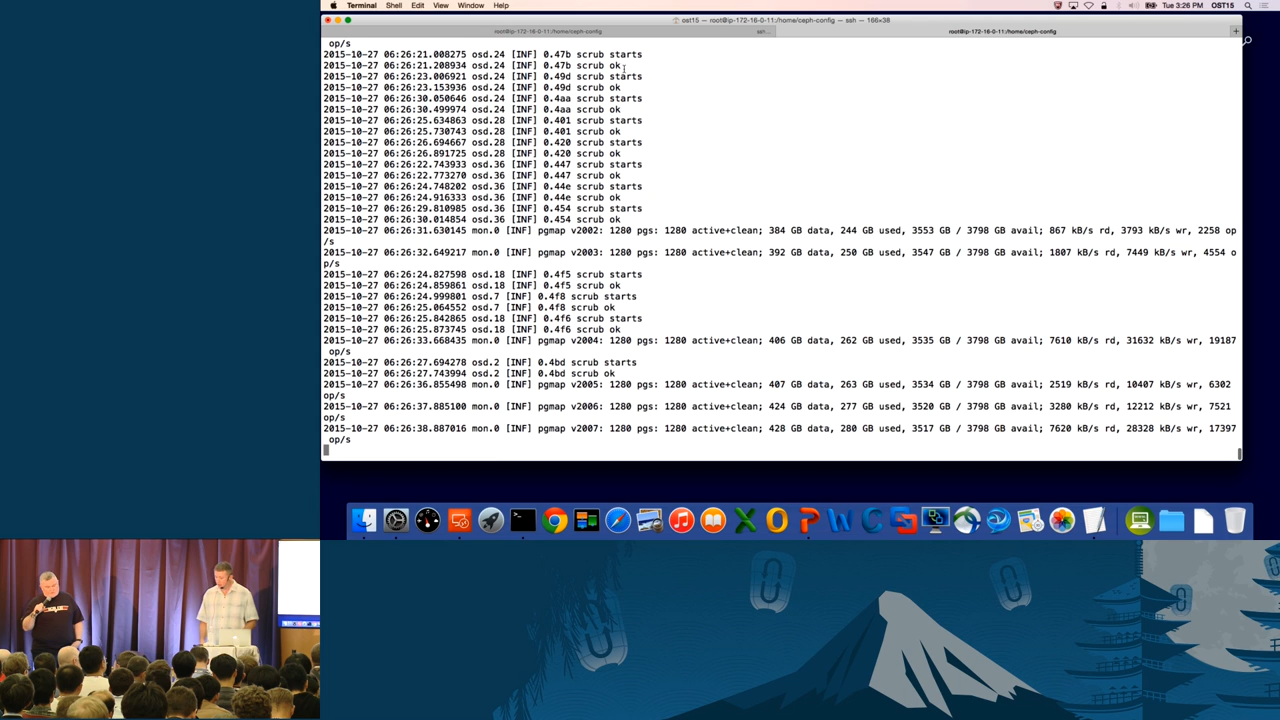 Terminal Shell Edit View Window Help Tue 3:26 PM OST15
ost15 — root@ip-172-16-0-11:/home/ceph-config — ssh — 166×38
root@ip-172-16-0-11:/home/ceph-config ssh... root@ip-172-16-0-11:/home/ceph-config
op/s
2015-10-27 06:26:21.008275 osd.24 [INF] 0.47b scrub starts
2015-10-27 06:26:21.208934 osd.24 [INF] 0.47b scrub ok
2015-10-27 06:26:23.006921 osd.24 [INF] 0.49d scrub starts
2015-10-27 06:26:23.153936 osd.24 [INF] 0.49d scrub ok
2015-10-27 06:26:30.050646 osd.24 [INF] 0.4aa scrub starts
2015-10-27 06:26:30.499974 osd.24 [INF] 0.4aa scrub ok
2015-10-27 06:26:25.634863 osd.28 [INF] 0.401 scrub starts
2015-10-27 06:26:25.730743 osd.28 [INF] 0.401 scrub ok
2015-10-27 06:26:26.694667 osd.28 [INF] 0.420 scrub starts
2015-10-27 06:26:26.891725 osd.28 [INF] 0.420 scrub ok
2015-10-27 06:26:22.743933 osd.36 [INF] 0.447 scrub starts
2015-10-27 06:26:22.773270 osd.36 [INF] 0.447 scrub ok
2015-10-27 06:26:24.748202 osd.36 [INF] 0.44e scrub starts
2015-10-27 06:26:24.916333 osd.36 [INF] 0.44e scrub ok
2015-10-27 06:26:29.810985 osd.36 [INF] 0.454 scrub starts
2015-10-27 06:26:30.014854 osd.36 [INF] 0.454 scrub ok
2015-10-27 06:26:31.630145 mon.0 [INF] pgmap v2002: 1280 pgs: 1280 active+clean; 384 GB data, 244 GB used, 3553 GB / 3798 GB avail; 867 kB/s rd, 3793 kB/s wr, 2258 op
/s
2015-10-27 06:26:32.649217 mon.0 [INF] pgmap v2003: 1280 pgs: 1280 active+clean; 392 GB data, 250 GB used, 3547 GB / 3798 GB avail; 1807 kB/s rd, 7449 kB/s wr, 4554 o
p/s
2015-10-27 06:26:24.827598 osd.18 [INF] 0.4f5 scrub starts
2015-10-27 06:26:24.859861 osd.18 [INF] 0.4f5 scrub ok
2015-10-27 06:26:24.999801 osd.7 [INF] 0.4f8 scrub starts
2015-10-27 06:26:25.064552 osd.7 [INF] 0.4f8 scrub ok
2015-10-27 06:26:25.842865 osd.18 [INF] 0.4f6 scrub starts
2015-10-27 06:26:25.873745 osd.18 [INF] 0.4f6 scrub ok
2015-10-27 06:26:33.668435 mon.0 [INF] pgmap v2004: 1280 pgs: 1280 active+clean; 406 GB data, 262 GB used, 3535 GB / 3798 GB avail; 7610 kB/s rd, 31632 kB/s wr, 19187
op/s
2015-10-27 06:26:27.694278 osd.2 [INF] 0.4bd scrub starts
2015-10-27 06:26:27.743994 osd.2 [INF] 0.4bd scrub ok
2015-10-27 06:26:36.855498 mon.0 [INF] pgmap v2005: 1280 pgs: 1280 active+clean; 407 GB data, 263 GB used, 3534 GB / 3798 GB avail; 2519 kB/s rd, 10407 kB/s wr, 6302
op/s
2015-10-27 06:26:37.885100 mon.0 [INF] pgmap v2006: 1280 pgs: 1280 active+clean; 424 GB data, 277 GB used, 3520 GB / 3798 GB avail; 3280 kB/s rd, 12212 kB/s wr, 7521
op/s
2015-10-27 06:26:38.887016 mon.0 [INF] pgmap v2007: 1280 pgs: 1280 active+clean; 428 GB data, 280 GB used, 3517 GB / 3798 GB avail; 7620 kB/s rd, 28328 kB/s wr, 17397
op/s